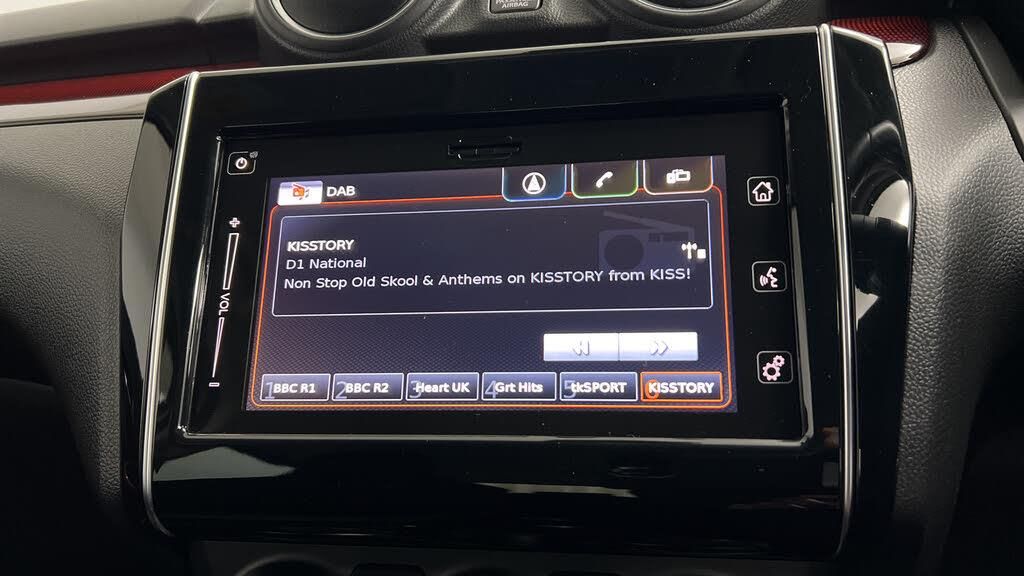 AIRBAG
DAB
KISSTORY
D1 National
Non Stop Old Skool & Anthems on KISSTORY from KISS!
+
VOL
−
1 BBC R1
2 BBC R2
3 Heart UK
4 Grt Hits
5 tkSPORT
6 KISSTORY